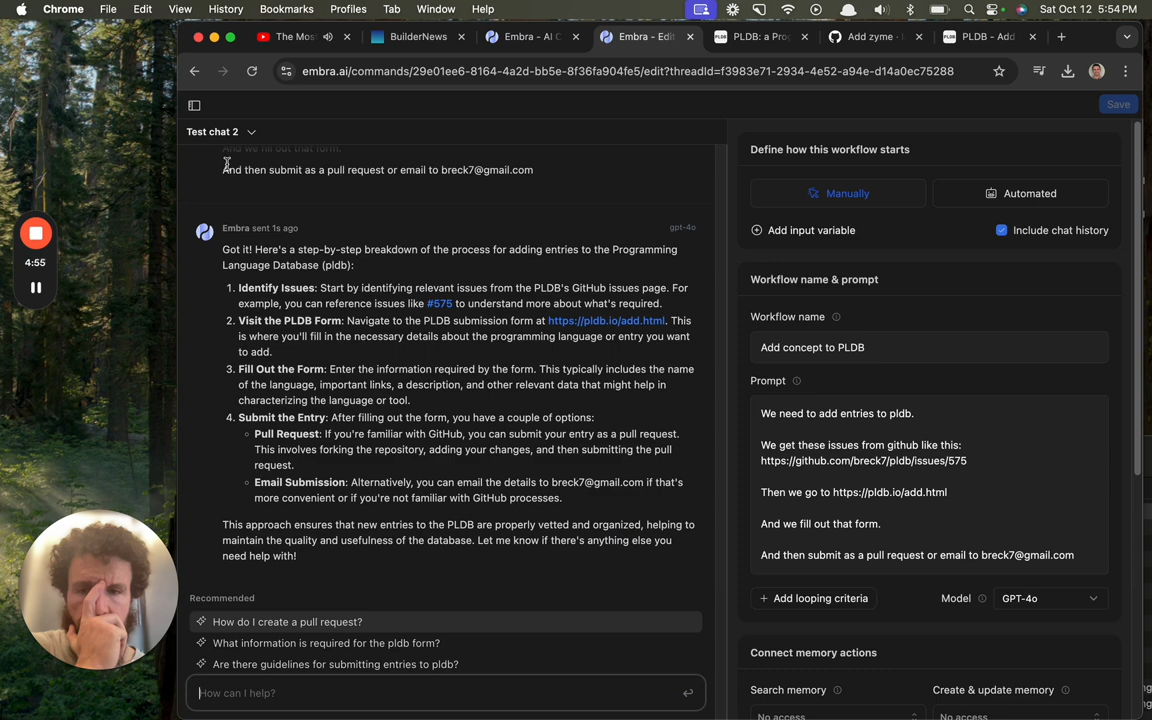 Chrome File Edit View History Bookmarks Profiles Tab Window Help Sat Oct 12 5:54 PM
The Mos
BuilderNews
Embra - AI C
Embra - Edit
PLDB: a Pro
Add zyme ·
PLDB - Add
embra.ai/commands/29e01ee6-8164-4a2d-bb5e-8f36fa904fe5/edit?threadId=f3983e71-2934-4e52-a94e-d14a0ec75288
Save
Test chat 2
And we fill out that form.
And then submit as a pull request or email to breck7@gmail.com
Embra sent 1s ago
gpt-4o
Got it! Here's a step-by-step breakdown of the process for adding entries to the Programming
Language Database (pldb):
1. Identify Issues: Start by identifying relevant issues from the PLDB's GitHub issues page. For
example, you can reference issues like #575 to understand more about what's required.
2. Visit the PLDB Form: Navigate to the PLDB submission form at https://pldb.io/add.html. This
is where you'll fill in the necessary details about the programming language or entry you want
to add.
3. Fill Out the Form: Enter the information required by the form. This typically includes the name
of the language, important links, a description, and other relevant data that might help in
characterizing the language or tool.
4. Submit the Entry: After filling out the form, you have a couple of options:
Pull Request: If you're familiar with GitHub, you can submit your entry as a pull request.
This involves forking the repository, adding your changes, and then submitting the pull
request.
Email Submission: Alternatively, you can email the details to breck7@gmail.com if that's
more convenient or if you're not familiar with GitHub processes.
This approach ensures that new entries to the PLDB are properly vetted and organized, helping to
maintain the quality and usefulness of the database. Let me know if there's anything else you
need help with!
Recommended
How do I create a pull request?
What information is required for the pldb form?
Are there guidelines for submitting entries to pldb?
How can I help?
4:55
Define how this workflow starts
Manually
Automated
Add input variable
Include chat history
Workflow name & prompt
Workflow name
Add concept to PLDB
Prompt
We need to add entries to pldb.
We get these issues from github like this:
https://github.com/breck7/pldb/issues/575
Then we go to https://pldb.io/add.html
And we fill out that form.
And then submit as a pull request or email to breck7@gmail.com
Add looping criteria
Model
GPT-4o
Connect memory actions
Search memory
Create & update memory
No access
No access